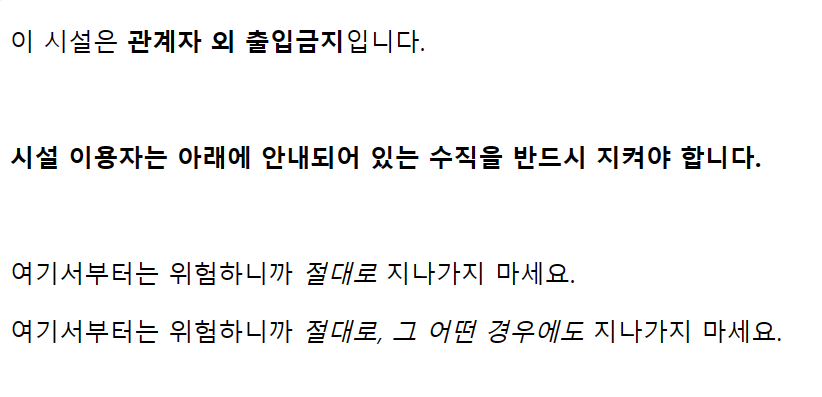 이 시설은 관계자 외 출입금지입니다.
시설 이용자는 아래에 안내되어 있는 수직을 반드시 지켜야 합니다.
여기서부터는 위험하니까 절대로 지나가지 마세요.
여기서부터는 위험하니까 절대로, 그 어떤 경우에도 지나가지 마세요.